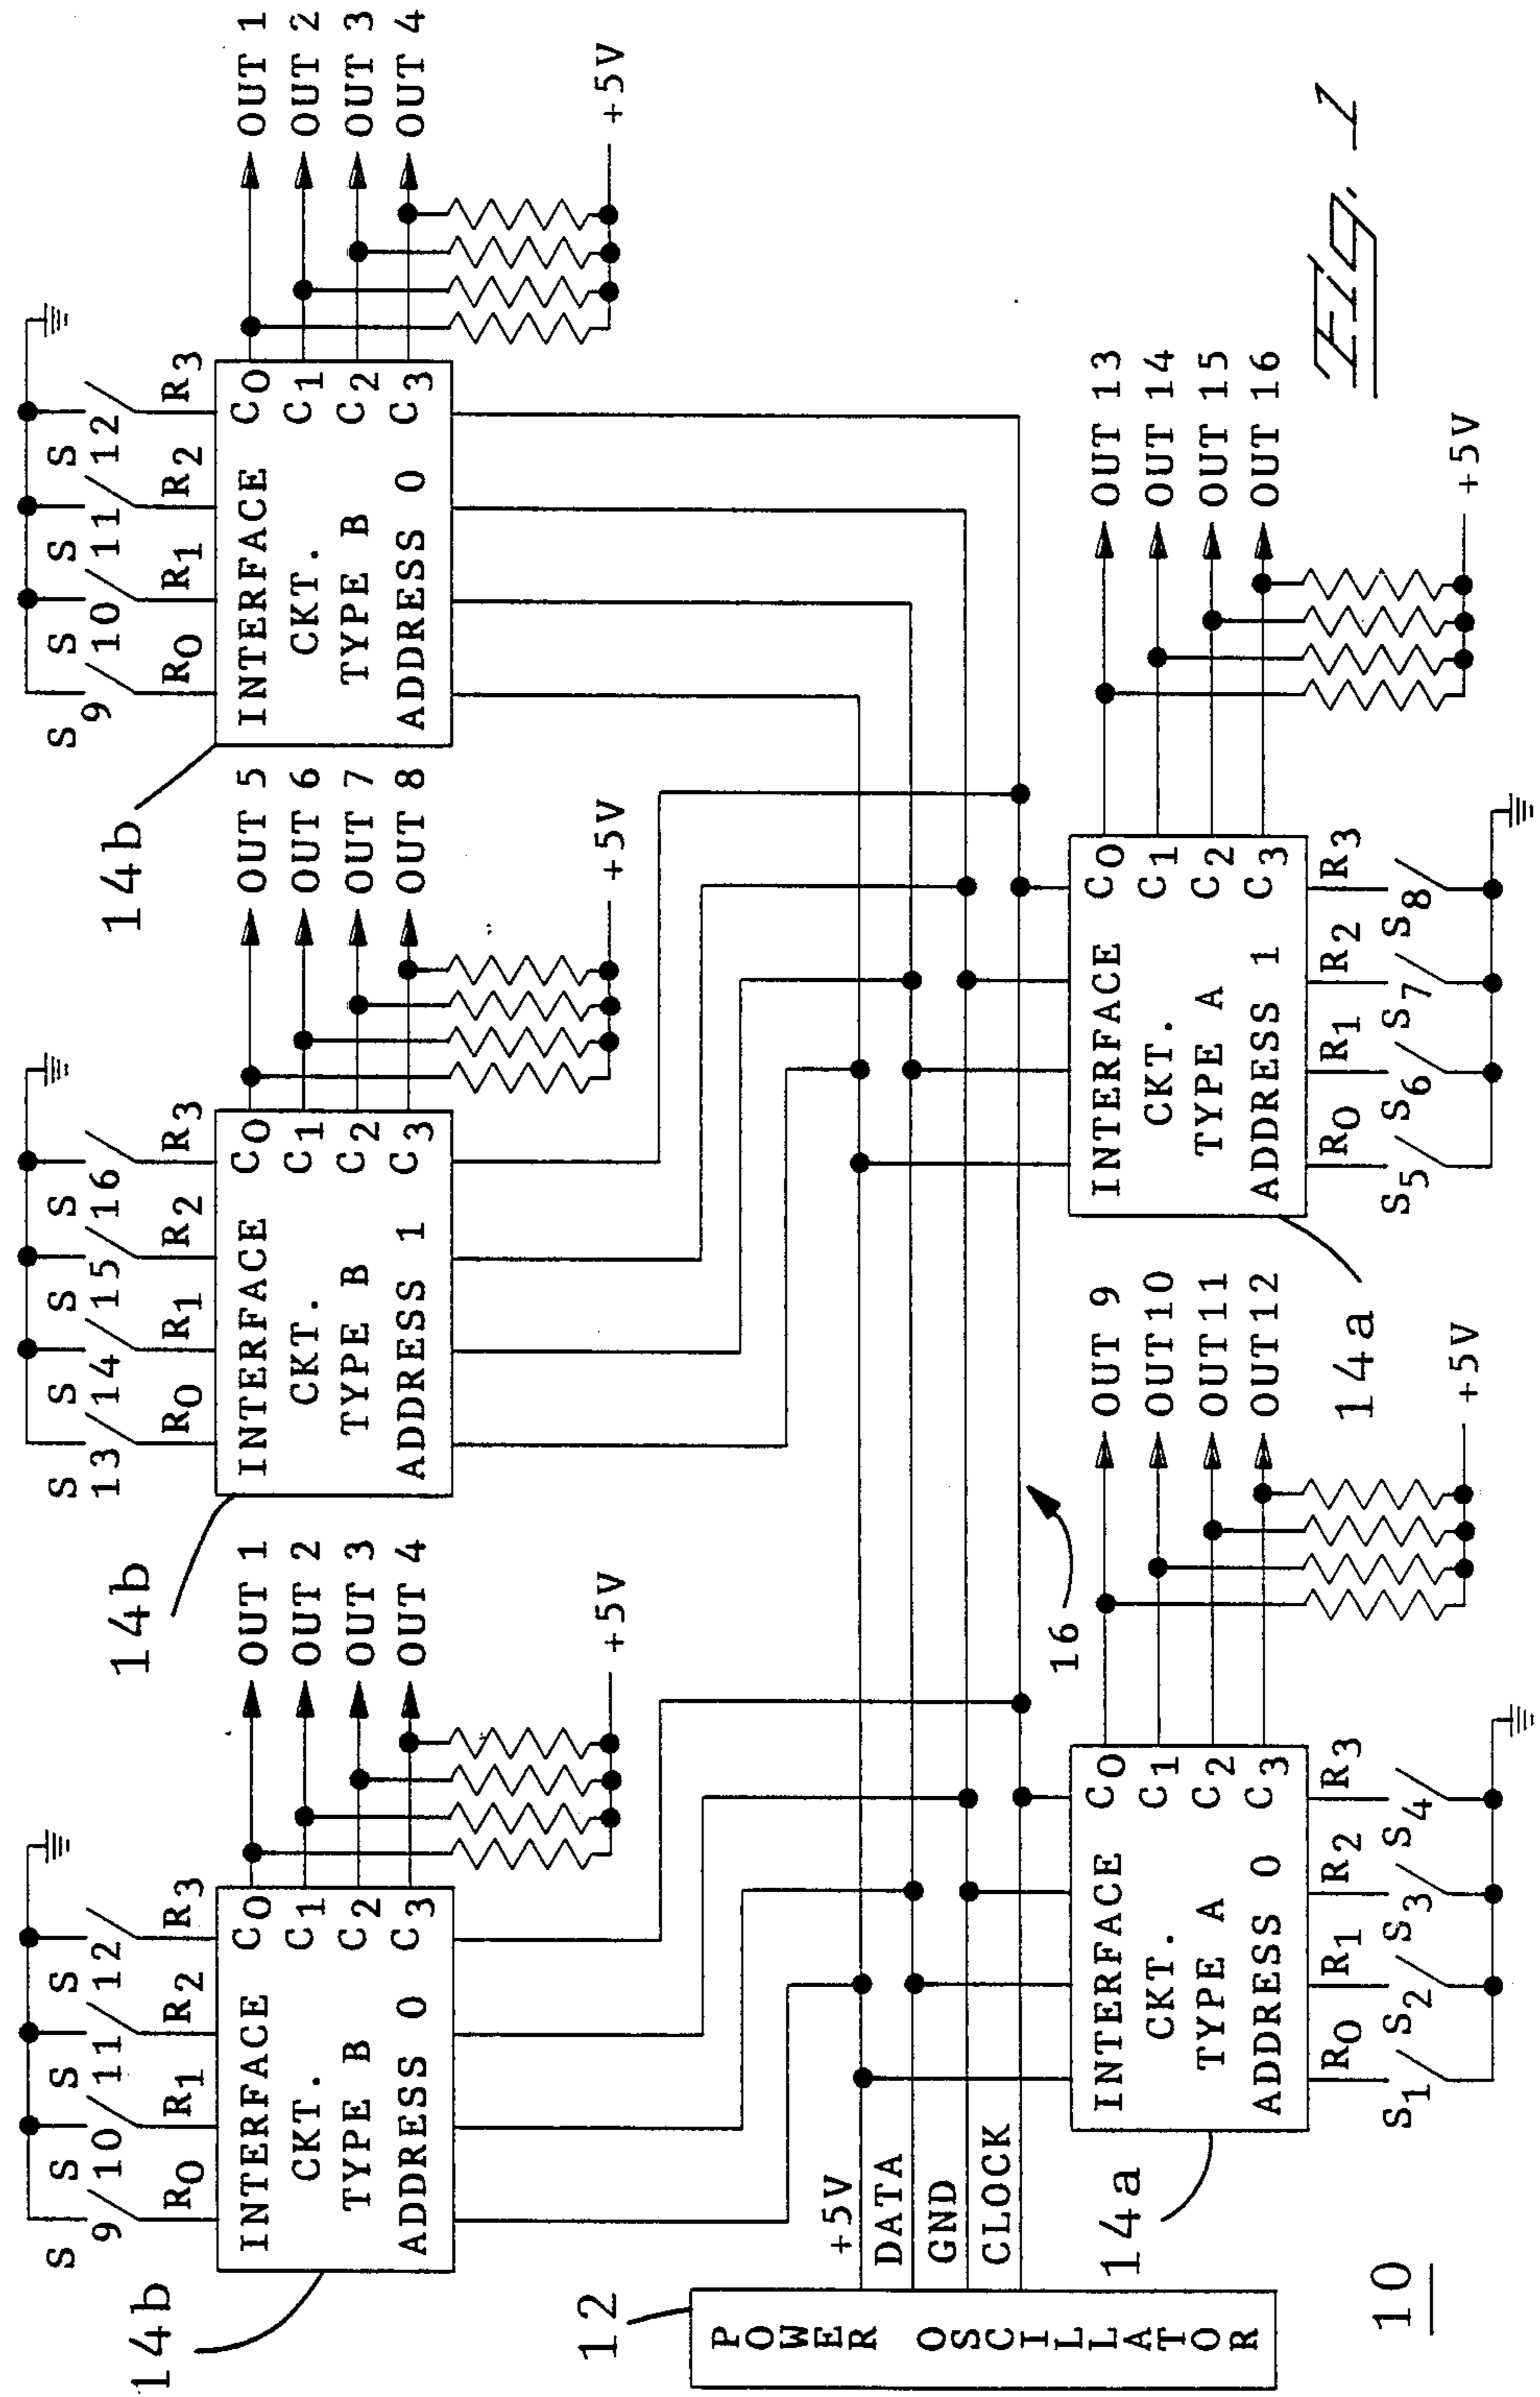 14b
S 9
S 10
S 11
S 12
R0 R1 R2 R3
INTERFACE C0
CKT. C1
TYPE B C2
ADDRESS 0 C3
OUT 1
OUT 2
OUT 3
OUT 4
+5V
14b
S 13
S 14
S 15
S 16
R0 R1 R2 R3
INTERFACE C0
CKT. C1
TYPE B C2
ADDRESS 1 C3
OUT 5
OUT 6
OUT 7
OUT 8
+5V
14b
S 9
S 10
S 11
S 12
R0 R1 R2 R3
INTERFACE C0
CKT. C1
TYPE B C2
ADDRESS 0 C3
OUT 1
OUT 2
OUT 3
OUT 4
+5V
12
POWER OSCILLATOR
+5V
DATA
GND
CLOCK
16
14a
INTERFACE C0
CKT. C1
TYPE A C2
ADDRESS 0 C3
R0 R1 R2 R3
S1 S2 S3 S4
OUT 9
OUT10
OUT11
OUT12
+5V
14a
INTERFACE C0
CKT. C1
TYPE A C2
ADDRESS 1 C3
R0 R1 R2 R3
S5 S6 S7 S8
OUT 13
OUT 14
OUT 15
OUT 16
+5V
10
Fig. 1